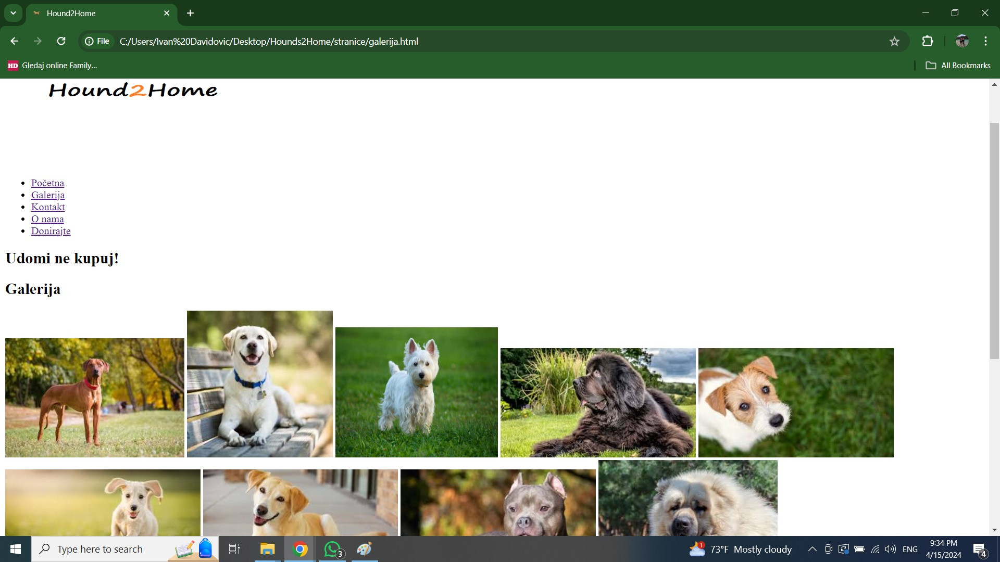 Hound2Home
File
C:/Users/Ivan%20Davidovic/Desktop/Hounds2Home/stranice/galerija.html
HD Gledaj online Family...
All Bookmarks
Hound2Home
Početna
Galerija
Kontakt
O nama
Donirajte
Udomi ne kupuj!
Galerija
Type here to search
3
1
73°F Mostly cloudy
ENG
9:34 PM
4/15/2024
4